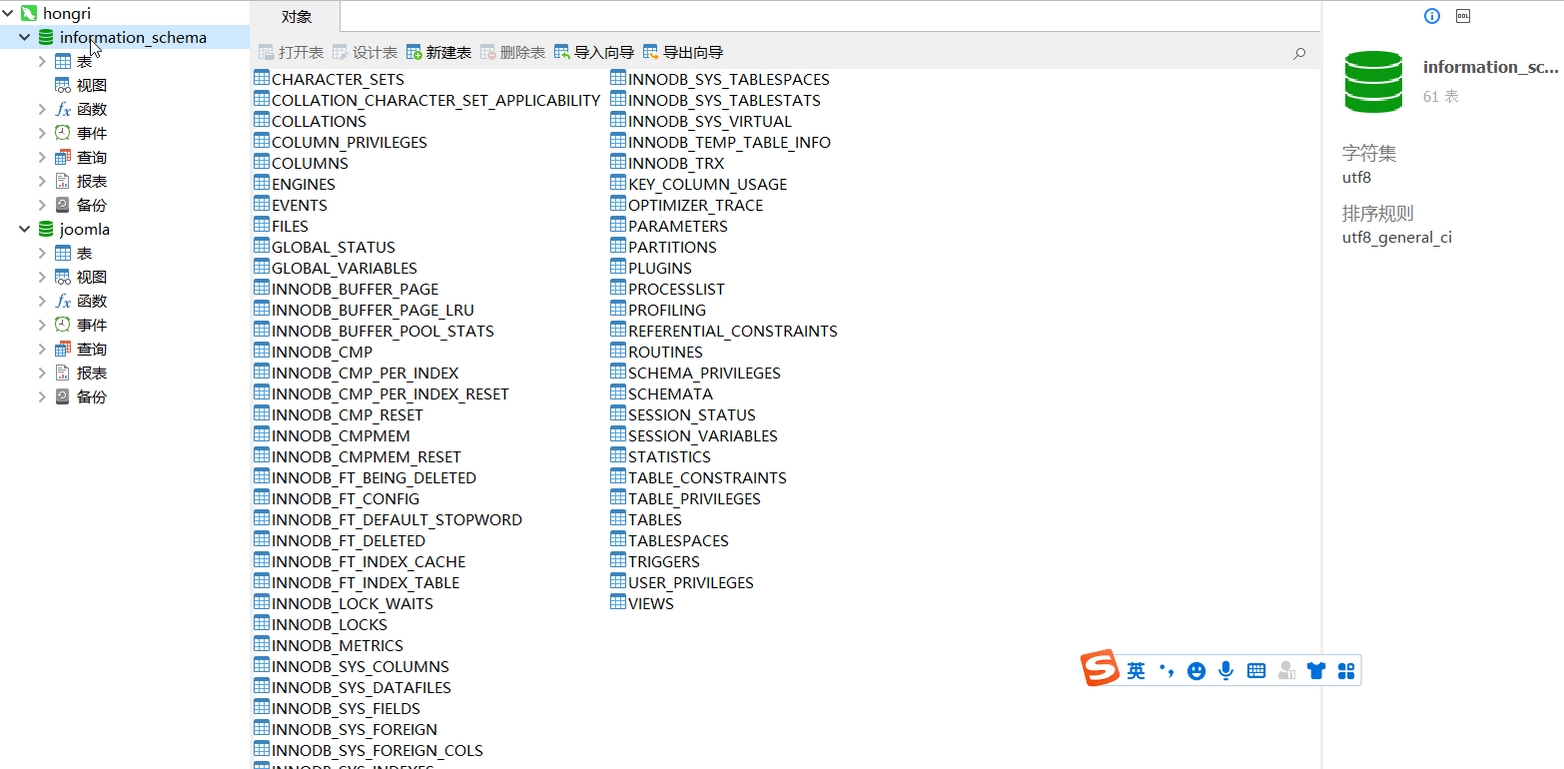 hongri
information_schema
表
视图
函数
事件
查询
报表
备份
joomla
表
视图
函数
事件
查询
报表
备份
对象
打开表 设计表 新建表 删除表 导入向导 导出向导
CHARACTER_SETS
COLLATION_CHARACTER_SET_APPLICABILITY
COLLATIONS
COLUMN_PRIVILEGES
COLUMNS
ENGINES
EVENTS
FILES
GLOBAL_STATUS
GLOBAL_VARIABLES
INNODB_BUFFER_PAGE
INNODB_BUFFER_PAGE_LRU
INNODB_BUFFER_POOL_STATS
INNODB_CMP
INNODB_CMP_PER_INDEX
INNODB_CMP_PER_INDEX_RESET
INNODB_CMP_RESET
INNODB_CMPMEM
INNODB_CMPMEM_RESET
INNODB_FT_BEING_DELETED
INNODB_FT_CONFIG
INNODB_FT_DEFAULT_STOPWORD
INNODB_FT_DELETED
INNODB_FT_INDEX_CACHE
INNODB_FT_INDEX_TABLE
INNODB_LOCK_WAITS
INNODB_LOCKS
INNODB_METRICS
INNODB_SYS_COLUMNS
INNODB_SYS_DATAFILES
INNODB_SYS_FIELDS
INNODB_SYS_FOREIGN
INNODB_SYS_FOREIGN_COLS
INNODB_SYS_INDEXES
INNODB_SYS_TABLESPACES
INNODB_SYS_TABLESTATS
INNODB_SYS_VIRTUAL
INNODB_TEMP_TABLE_INFO
INNODB_TRX
KEY_COLUMN_USAGE
OPTIMIZER_TRACE
PARAMETERS
PARTITIONS
PLUGINS
PROCESSLIST
PROFILING
REFERENTIAL_CONSTRAINTS
ROUTINES
SCHEMA_PRIVILEGES
SCHEMATA
SESSION_STATUS
SESSION_VARIABLES
STATISTICS
TABLE_CONSTRAINTS
TABLE_PRIVILEGES
TABLES
TABLESPACES
TRIGGERS
USER_PRIVILEGES
VIEWS
DDL
information_sc...
61 表
字符集
utf8
排序规则
utf8_general_ci
S 英